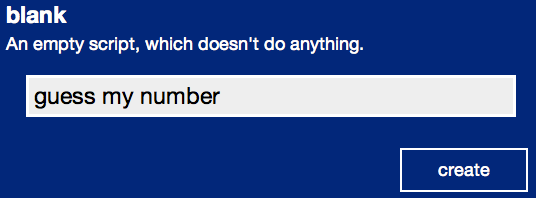 blank
An empty script, which doesn't do anything.
guess my number
create